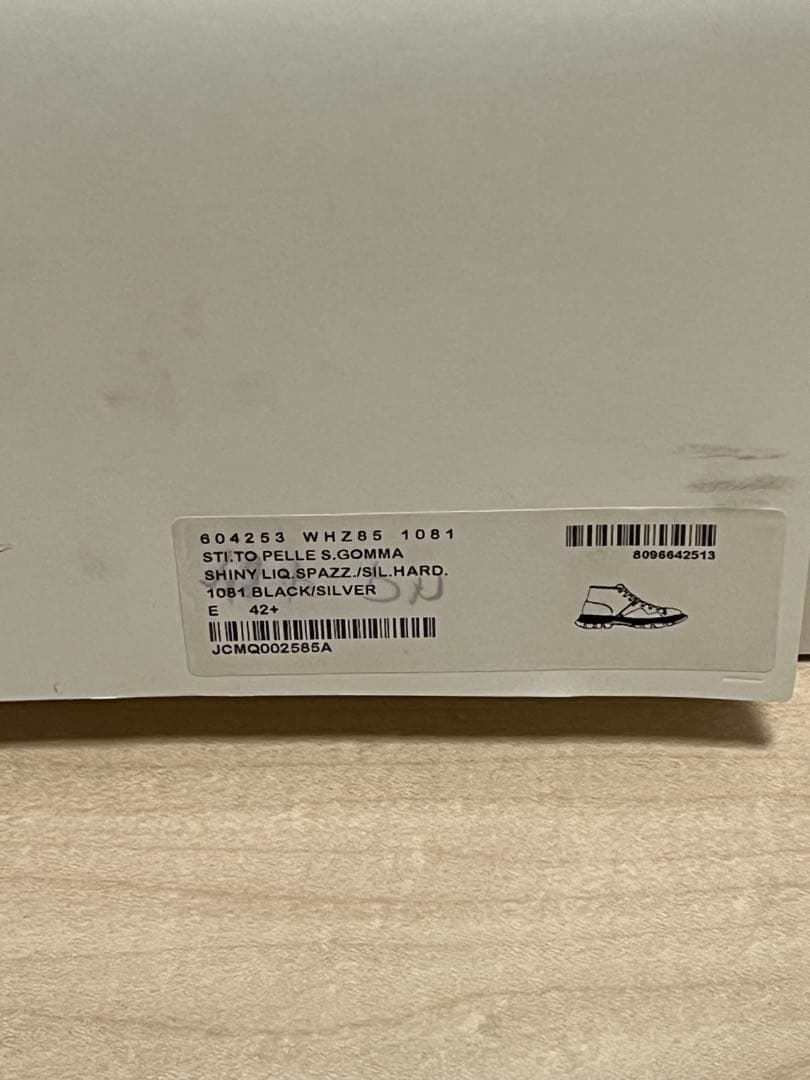 604253 WHZ85 1081
STI.TO PELLE S.GOMMA
SHINY LIQ.SPAZZ./SIL.HARD.
1081 BLACK/SILVER
E 42+
JCMQ002585A
8096642513